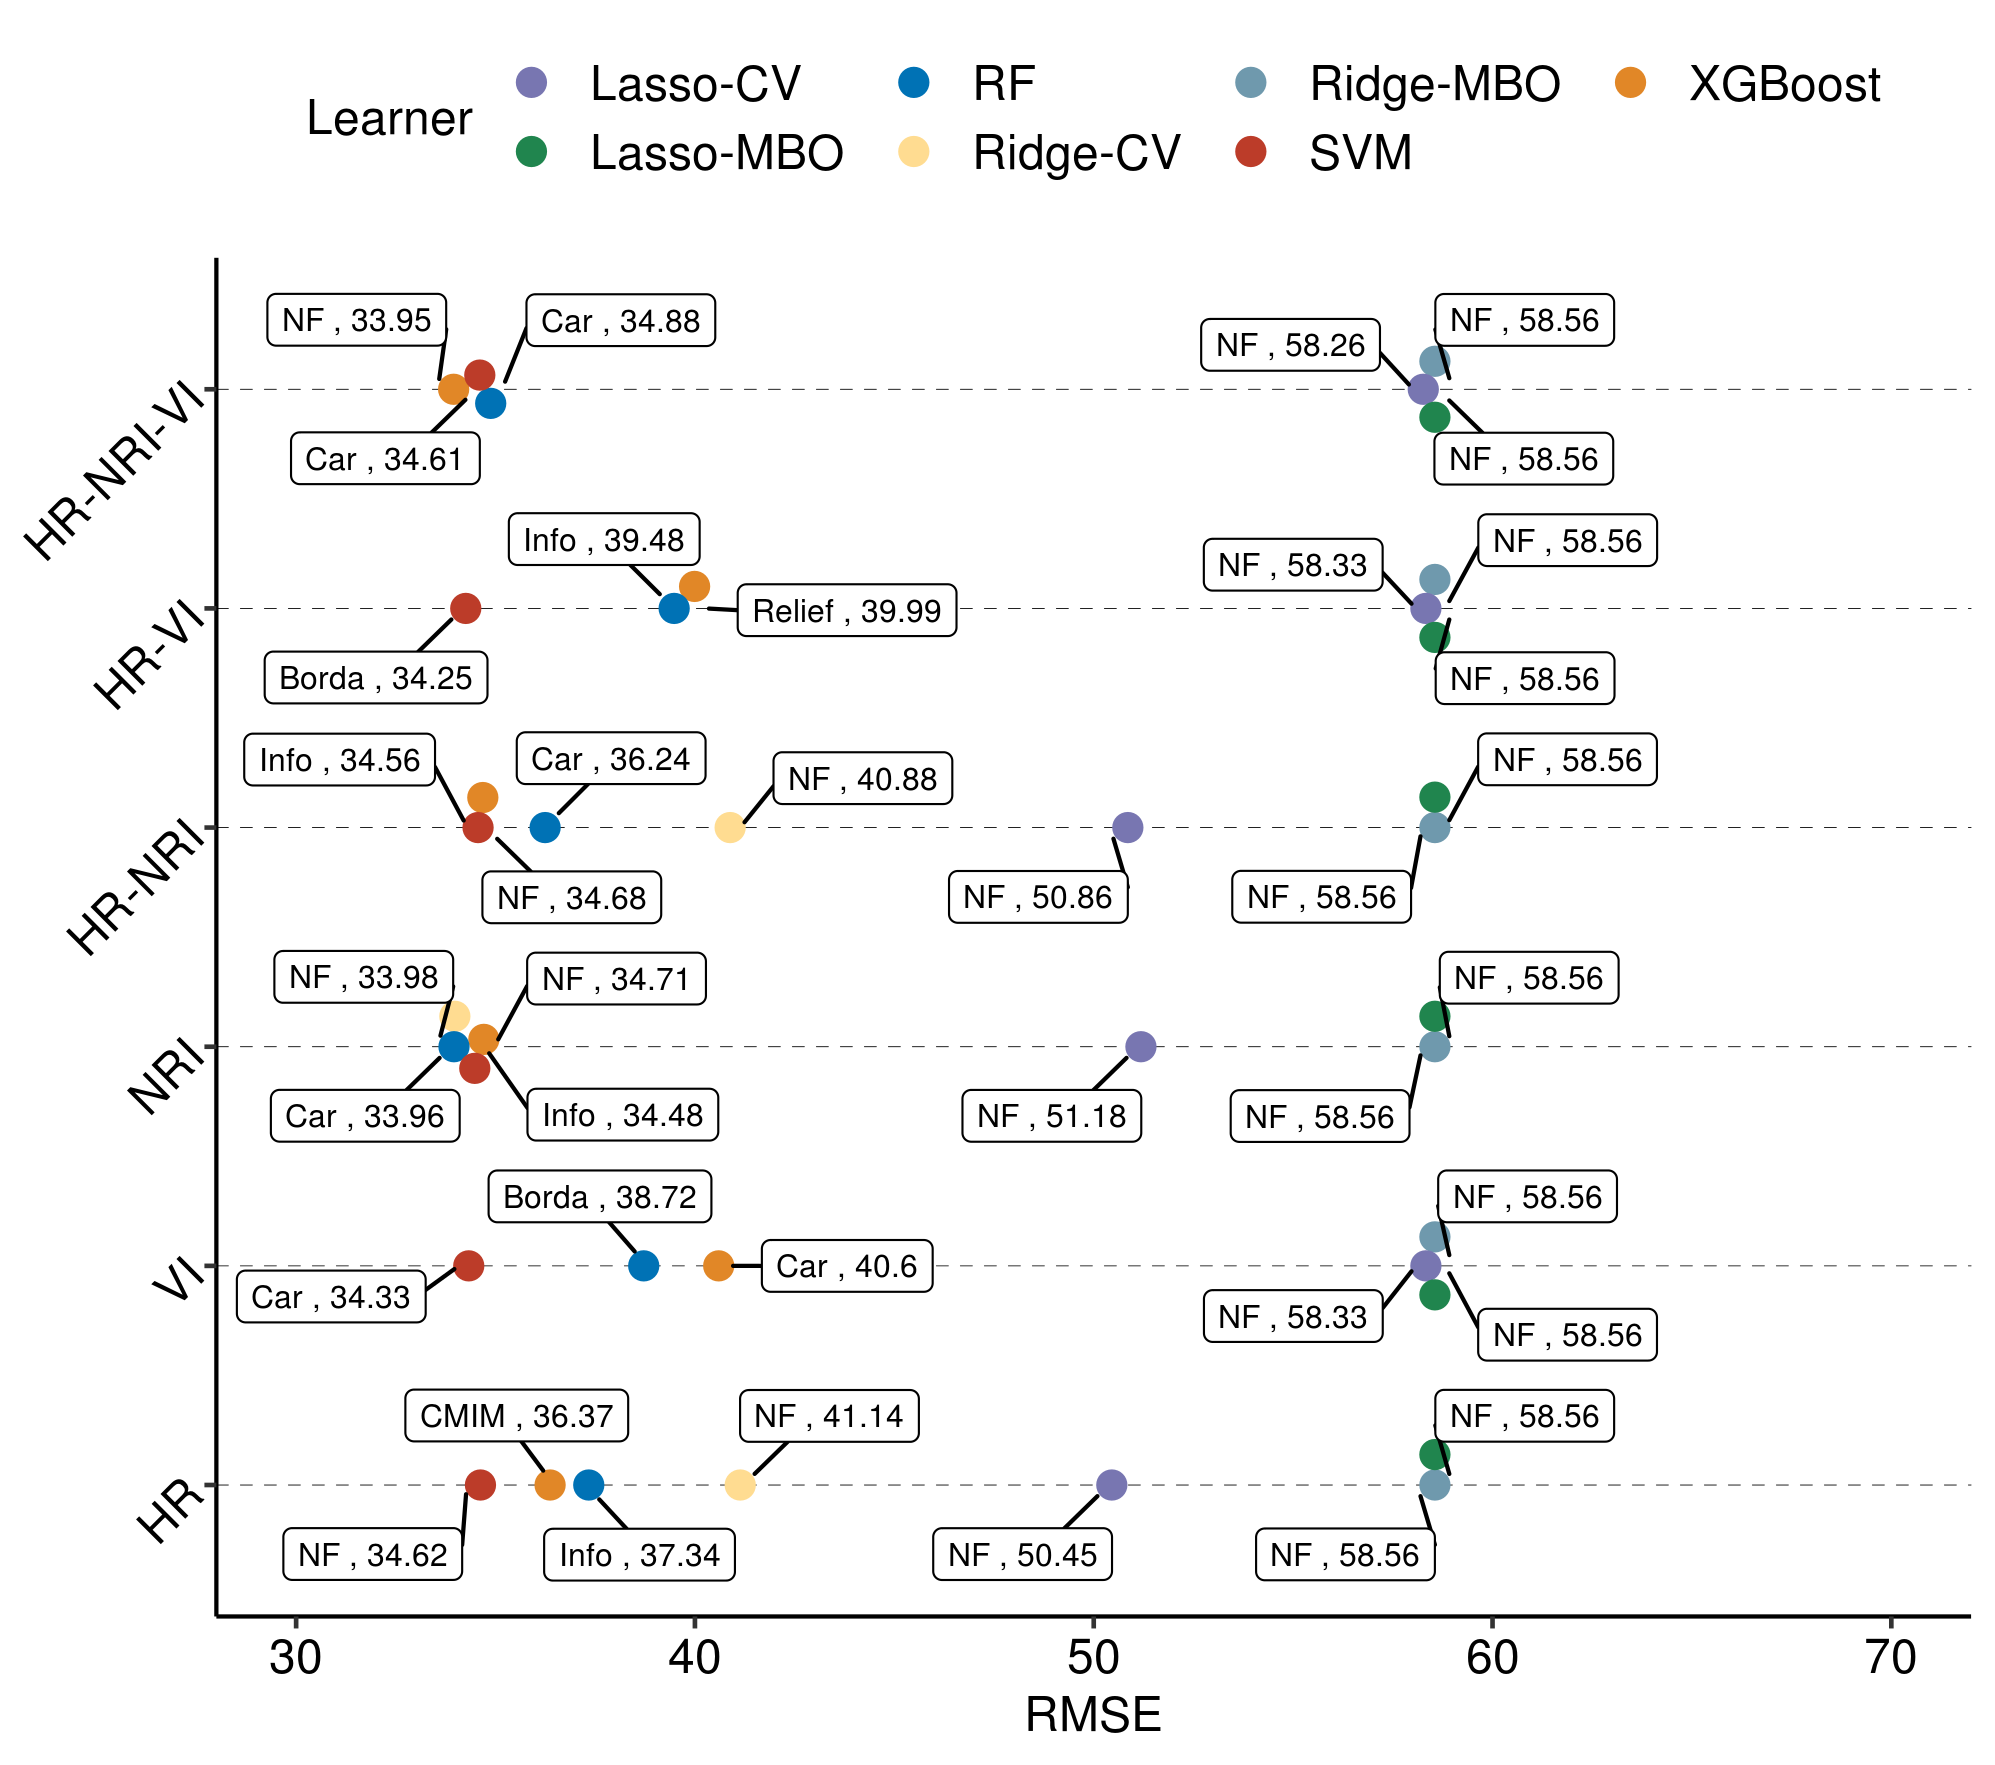 Learner
Lasso-CV
RF
Ridge-MBO
XGBoost
Lasso-MBO
Ridge-CV
SVM
HR-NRI-VI
NF , 33.95
Car , 34.88
Car , 34.61
NF , 58.26
NF , 58.56
NF , 58.56
HR-VI
Info , 39.48
Relief , 39.99
Borda , 34.25
NF , 58.33
NF , 58.56
NF , 58.56
HR-NRI
Info , 34.56
Car , 36.24
NF , 40.88
NF , 34.68
NF , 50.86
NF , 58.56
NF , 58.56
NRI
NF , 33.98
NF , 34.71
Car , 33.96
Info , 34.48
NF , 51.18
NF , 58.56
NF , 58.56
VI
Borda , 38.72
Car , 40.6
Car , 34.33
NF , 58.56
NF , 58.33
NF , 58.56
HR
CMIM , 36.37
NF , 41.14
NF , 34.62
Info , 37.34
NF , 50.45
NF , 58.56
NF , 58.56
30
40
50
60
70
RMSE